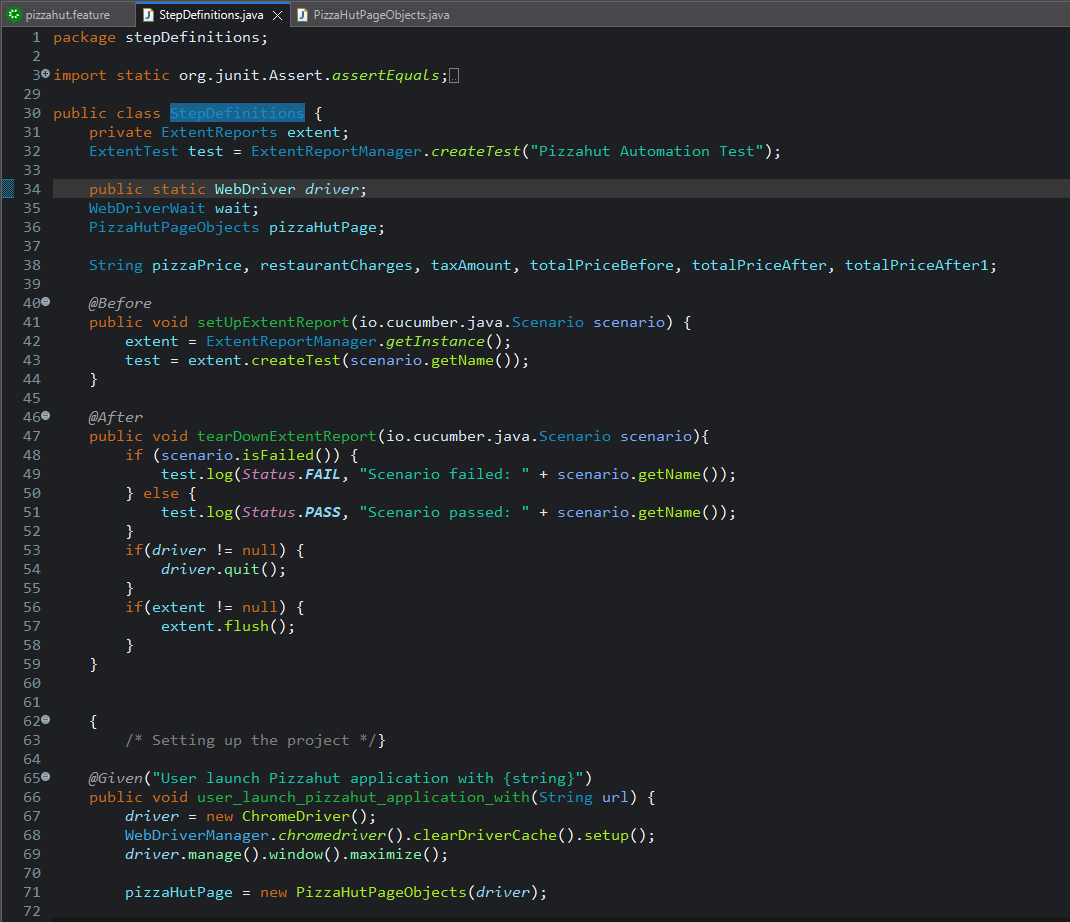 pizzahut.feature StepDefinitions.java PizzaHutPageObjects.java
1 package stepDefinitions;
2
3 import static org.junit.Assert.assertEquals;
29
30 public class StepDefinitions {
31 private ExtentReports extent;
32 ExtentTest test = ExtentReportManager.createTest("Pizzahut Automation Test");
33
34 public static WebDriver driver;
35 WebDriverWait wait;
36 PizzaHutPageObjects pizzaHutPage;
37
38 String pizzaPrice, restaurantCharges, taxAmount, totalPriceBefore, totalPriceAfter, totalPriceAfter1;
39
40 @Before
41 public void setUpExtentReport(io.cucumber.java.Scenario scenario) {
42 extent = ExtentReportManager.getInstance();
43 test = extent.createTest(scenario.getName());
44 }
45
46 @After
47 public void tearDownExtentReport(io.cucumber.java.Scenario scenario){
48 if (scenario.isFailed()) {
49 test.log(Status.FAIL, "Scenario failed: " + scenario.getName());
50 } else {
51 test.log(Status.PASS, "Scenario passed: " + scenario.getName());
52 }
53 if(driver != null) {
54 driver.quit();
55 }
56 if(extent != null) {
57 extent.flush();
58 }
59 }
60
61
62 {
63 /* Setting up the project */}
64
65 @Given("User launch Pizzahut application with {string}")
66 public void user_launch_pizzahut_application_with(String url) {
67 driver = new ChromeDriver();
68 WebDriverManager.chromedriver().clearDriverCache().setup();
69 driver.manage().window().maximize();
70
71 pizzaHutPage = new PizzaHutPageObjects(driver);
72